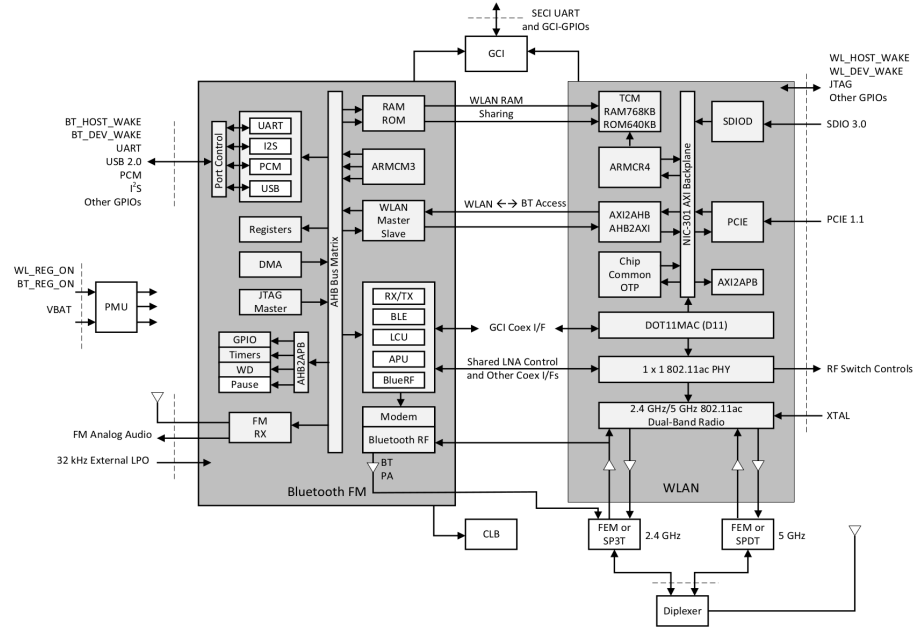 SECI UART
and GCI-GPIOs
GCI
WL_HOST_WAKE
WL_DEV_WAKE
JTAG
Other GPIOs
SDIO 3.0
PCIE 1.1
RF Switch Controls
XTAL
BT_HOST_WAKE
BT_DEV_WAKE
UART
USB 2.0
PCM
I²S
Other GPIOs
WL_REG_ON
BT_REG_ON
VBAT
PMU
FM Analog Audio
32 kHz External LPO
Port Control
UART
I2S
PCM
USB
Registers
DMA
JTAG
Master
GPIO
Timers
WD
Pause
AHB2APB
FM
RX
AHB Bus Matrix
RAM
ROM
ARMCM3
WLAN
Master
Slave
RX/TX
BLE
LCU
APU
BlueRF
Modem
Bluetooth RF
BT
PA
Bluetooth FM
CLB
WLAN RAM
Sharing
WLAN <--> BT Access
GCI Coex I/F
Shared LNA Control
and Other Coex I/Fs
TCM
RAM768KB
ROM640KB
ARMCR4
AXI2AHB
AHB2AXI
Chip
Common
OTP
NIC-301 AXI Backplane
SDIOD
PCIE
AXI2APB
DOT11MAC (D11)
1 x 1 802.11ac PHY
2.4 GHz/5 GHz 802.11ac
Dual-Band Radio
WLAN
FEM or
SP3T
2.4 GHz
FEM or
SPDT
5 GHz
Diplexer